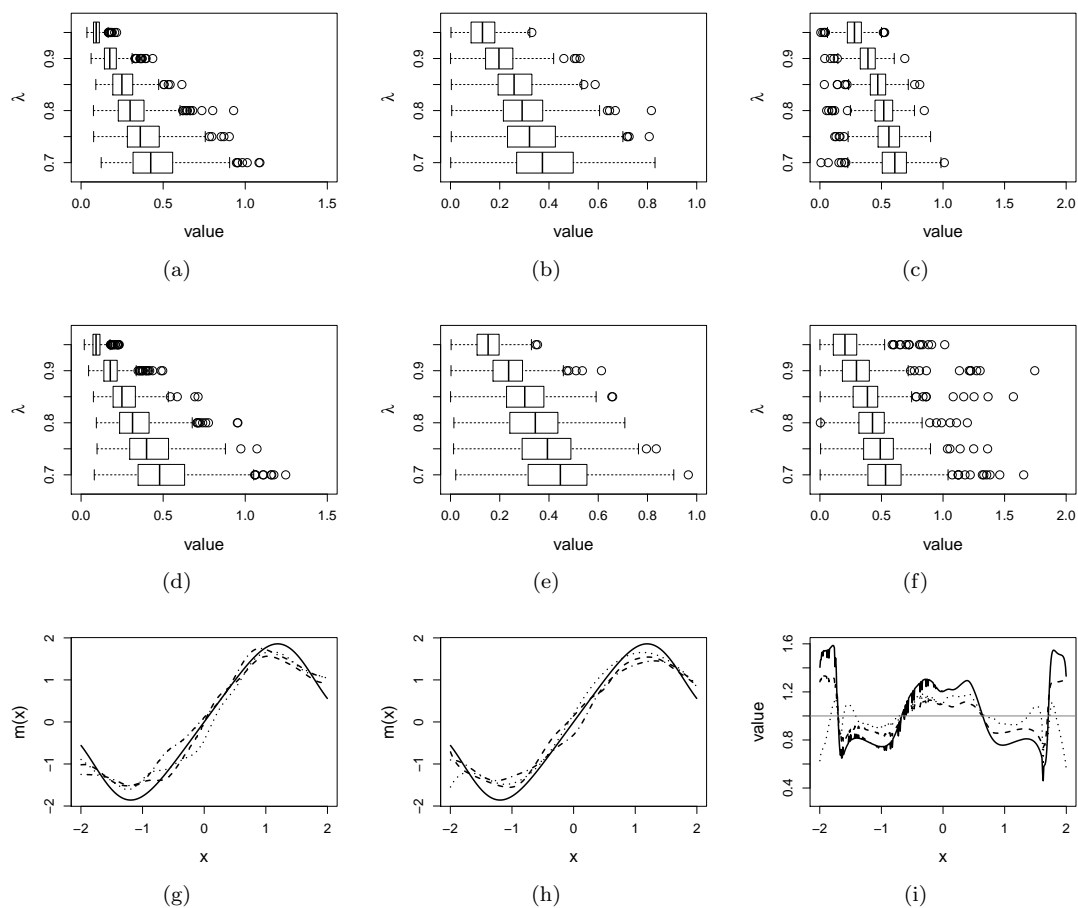 λ
0.7 0.8 0.9
0.0 0.5 1.0 1.5
value
(a)
λ
0.7 0.8 0.9
0.0 0.2 0.4 0.6 0.8 1.0
value
(b)
λ
0.7 0.8 0.9
0.0 0.5 1.0 1.5 2.0
value
(c)
λ
0.7 0.8 0.9
0.0 0.5 1.0 1.5
value
(d)
λ
0.7 0.8 0.9
0.0 0.2 0.4 0.6 0.8 1.0
value
(e)
λ
0.7 0.8 0.9
0.0 0.5 1.0 1.5 2.0
value
(f)
m(x)
−2 −1 0 1 2
−2 −1 0 1 2
x
(g)
m(x)
−2 −1 0 1 2
−2 −1 0 1 2
x
(h)
value
0.4 0.8 1.2 1.6
−2 −1 0 1 2
x
(i)